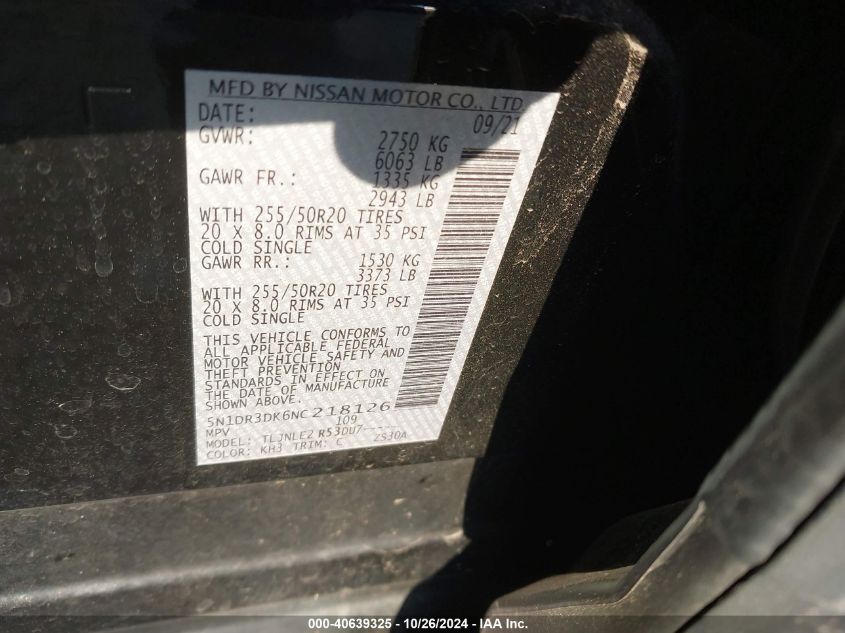 MFD BY NISSAN MOTOR CO., LTD
DATE: 09/21
GVWR: 2750 KG
6063 LB
GAWR FR.: 1335 KG
2943 LB
WITH 255/50R20 TIRES
20 X 8.0 RIMS AT 35 PSI
COLD SINGLE
GAWR RR.: 1530 KG
3373 LB
WITH 255/50R20 TIRES
20 X 8.0 RIMS AT 35 PSI
COLD SINGLE
THIS VEHICLE CONFORMS TO
ALL APPLICABLE FEDERAL
MOTOR VEHICLE SAFETY AND
THEFT PREVENTION
STANDARDS IN EFFECT ON
THE DATE OF MANUFACTURE
SHOWN ABOVE.
5N1DR3DK6NC218126
MPV 109
MODEL: TLJNLE2 R53DU7-----
COLOR: KH3 TRIM: C ZS30A
000-40639325 - 10/26/2024 - IAA Inc.